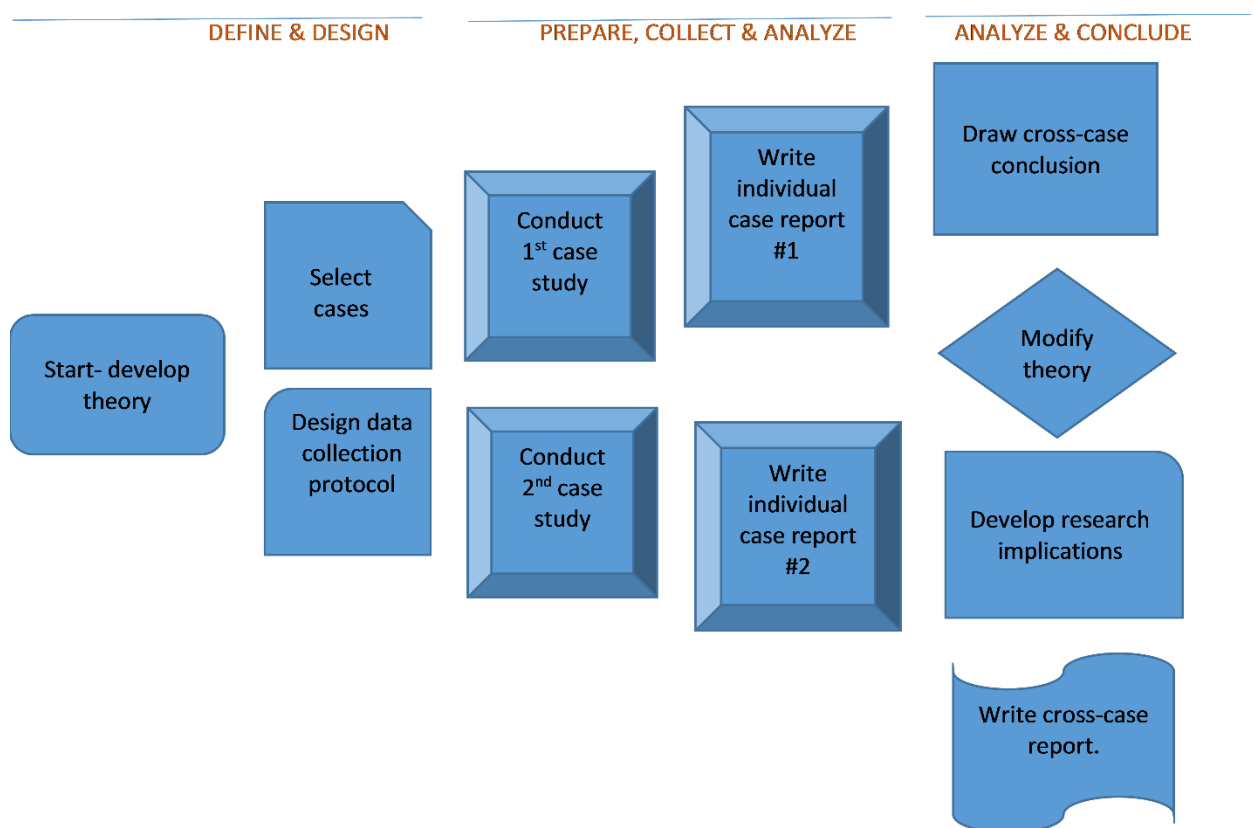 DEFINE & DESIGN
PREPARE, COLLECT & ANALYZE
ANALYZE & CONCLUDE
Start- develop
theory
Select
cases
Design data
collection
protocol
Conduct
1st case
study
Conduct
2nd case
study
Write
individual
case report
#1
Write
individual
case report
#2
Draw cross-case
conclusion
Modify
theory
Develop research
implications
Write cross-case
report.